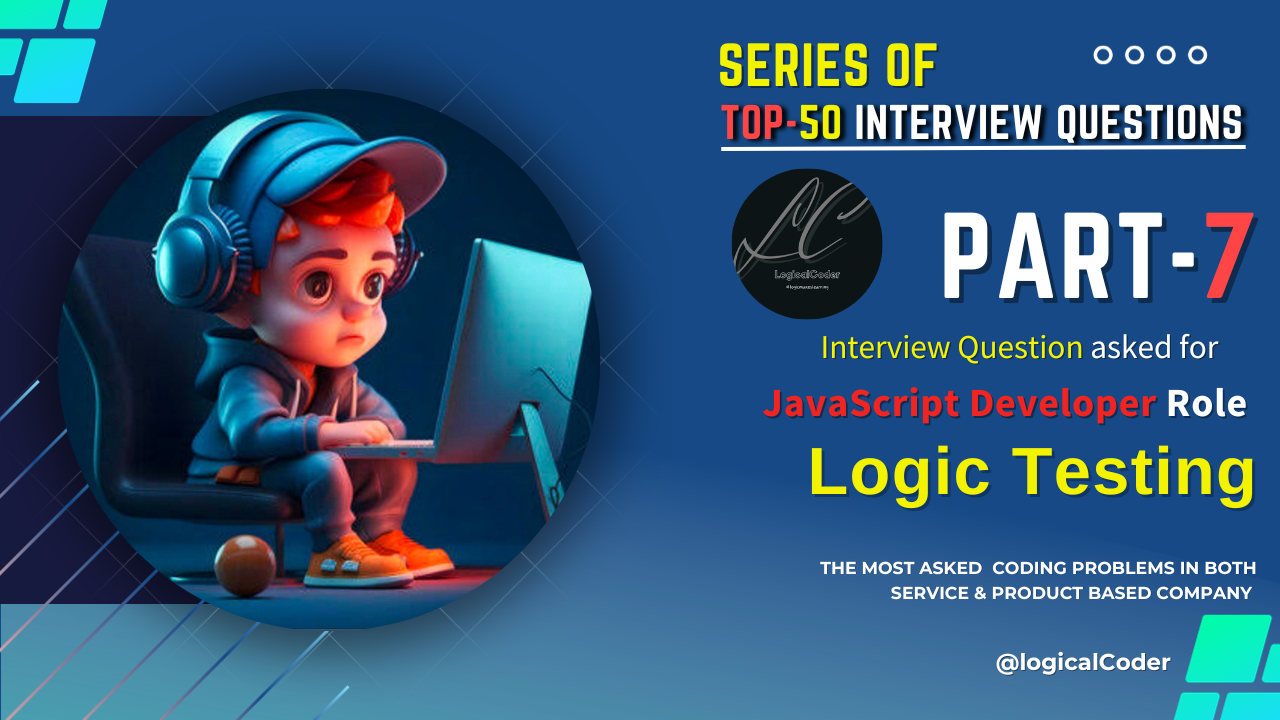 SERIES OF
TOP-50 INTERVIEW QUESTIONS
LC
LogicalCoder
PART-7
Interview Question asked for
JavaScript Developer Role
Logic Testing
THE MOST ASKED CODING PROBLEMS IN BOTH
SERVICE & PRODUCT BASED COMPANY
@logicalCoder